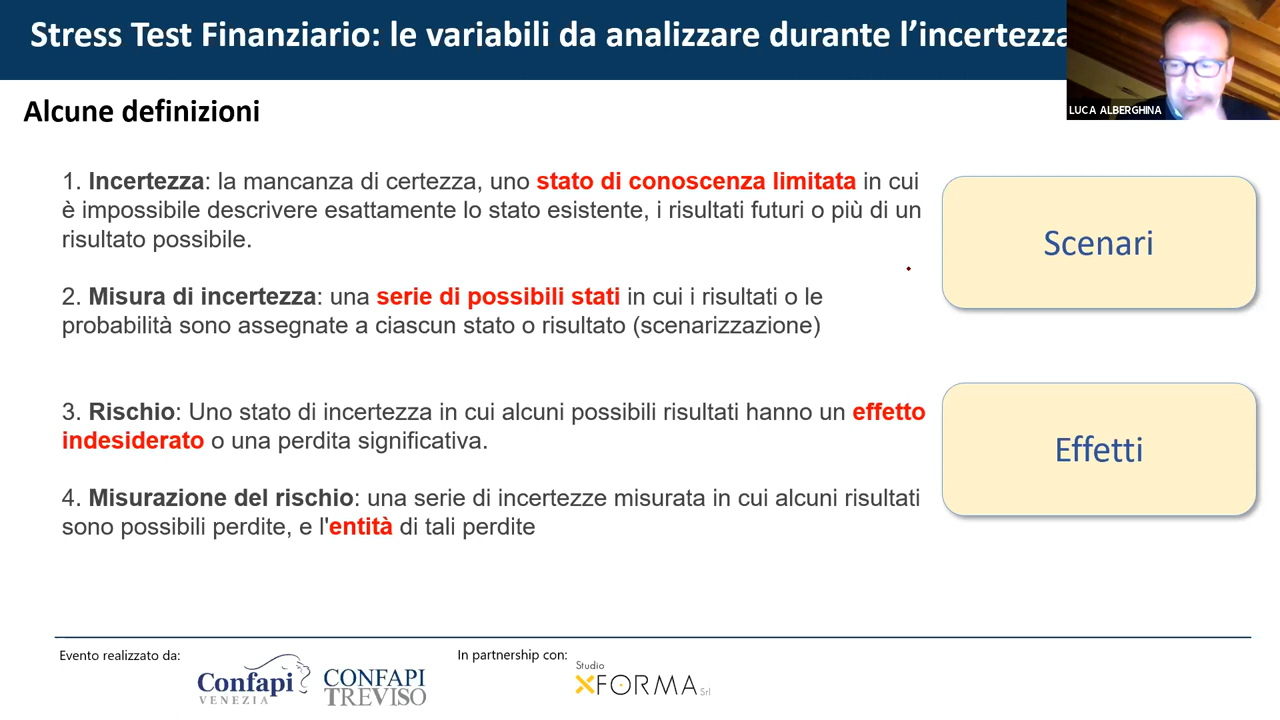 Stress Test Finanziario: le variabili da analizzare durante l’incertezza
LUCA ALBERGHINA
Alcune definizioni
1. Incertezza: la mancanza di certezza, uno stato di conoscenza limitata in cui
è impossibile descrivere esattamente lo stato esistente, i risultati futuri o più di un
risultato possibile.
2. Misura di incertezza: una serie di possibili stati in cui i risultati o le
probabilità sono assegnate a ciascun stato o risultato (scenarizzazione)
Scenari
3. Rischio: Uno stato di incertezza in cui alcuni possibili risultati hanno un effetto
indesiderato o una perdita significativa.
4. Misurazione del rischio: una serie di incertezze misurata in cui alcuni risultati
sono possibili perdite, e l'entità di tali perdite
Effetti
Evento realizzato da:
Confapi
VENEZIA
CONFAPI
TREVISO
In partnership con:
Studio
XFORMA Srl